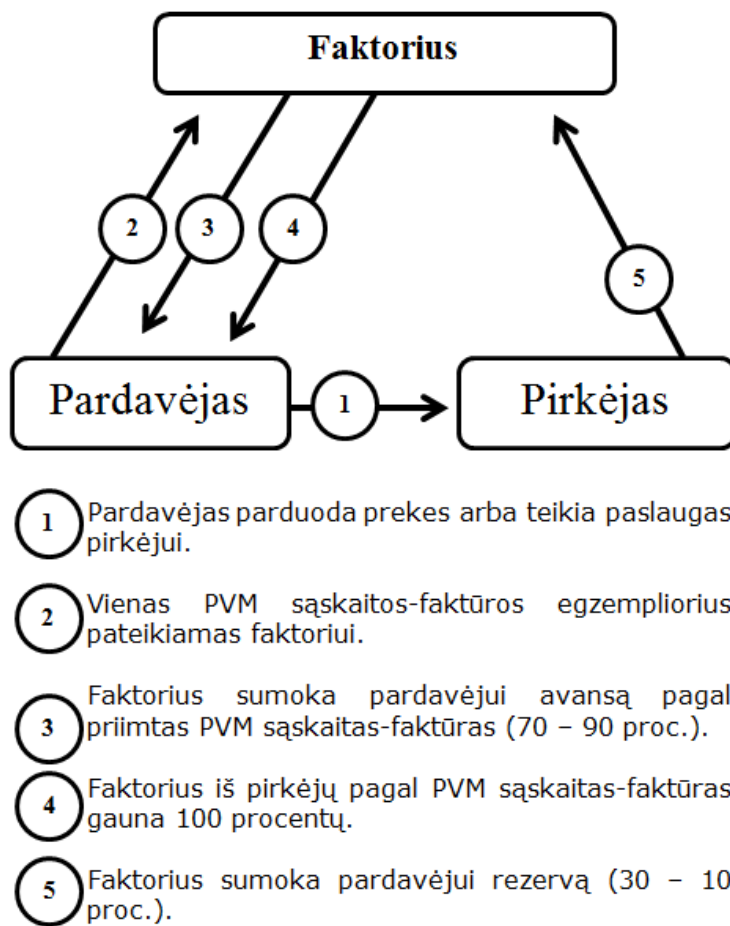 Faktorius
2
3
4
5
Pardavėjas
1
Pirkėjas
1 Pardavėjas parduoda prekes arba teikia paslaugas
pirkėjui.
2 Vienas PVM sąskaitos-faktūros egzempliorius
pateikiamas faktoriui.
3 Faktorius sumoka pardavėjui avansą pagal
priimtas PVM sąskaitas-faktūras (70 – 90 proc.).
4 Faktorius iš pirkėjų pagal PVM sąskaitas-faktūras
gauna 100 procentų.
5 Faktorius sumoka pardavėjui rezervą (30 – 10
proc.).